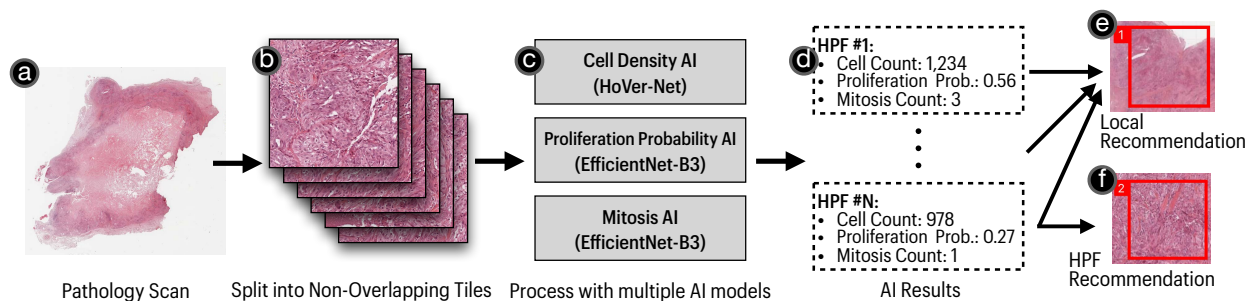 a
Pathology Scan
b
Split into Non-Overlapping Tiles
c
Cell Density AI
(HoVer-Net)
Proliferation Probability AI
(EfficientNet-B3)
Mitosis AI
(EfficientNet-B3)
Process with multiple AI models
d
HPF #1:
• Cell Count: 1,234
• Proliferation Prob.: 0.56
• Mitosis Count: 3
HPF #N:
• Cell Count: 978
• Proliferation Prob.: 0.27
• Mitosis Count: 1
AI Results
e
1
Local
Recommendation
f
2
HPF
Recommendation